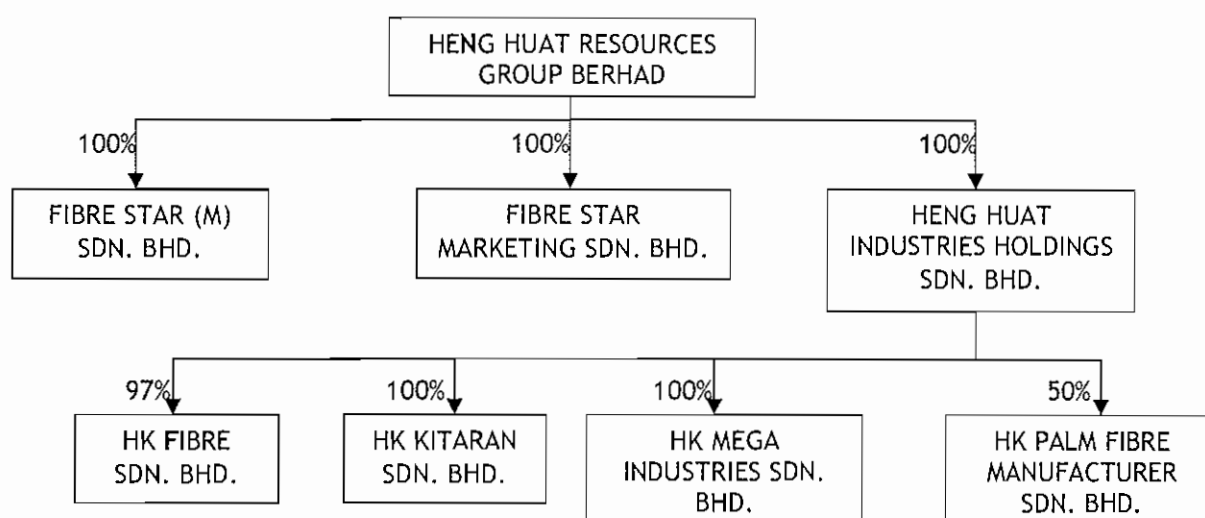 HENG HUAT RESOURCES
GROUP BERHAD
100%
100%
100%
FIBRE STAR (M)
SDN. BHD.
FIBRE STAR
MARKETING SDN. BHD.
HENG HUAT
INDUSTRIES HOLDINGS
SDN. BHD.
97%
100%
100%
50%
HK FIBRE
SDN. BHD.
HK KITARAN
SDN. BHD.
HK MEGA
INDUSTRIES SDN.
BHD.
HK PALM FIBRE
MANUFACTURER
SDN. BHD.